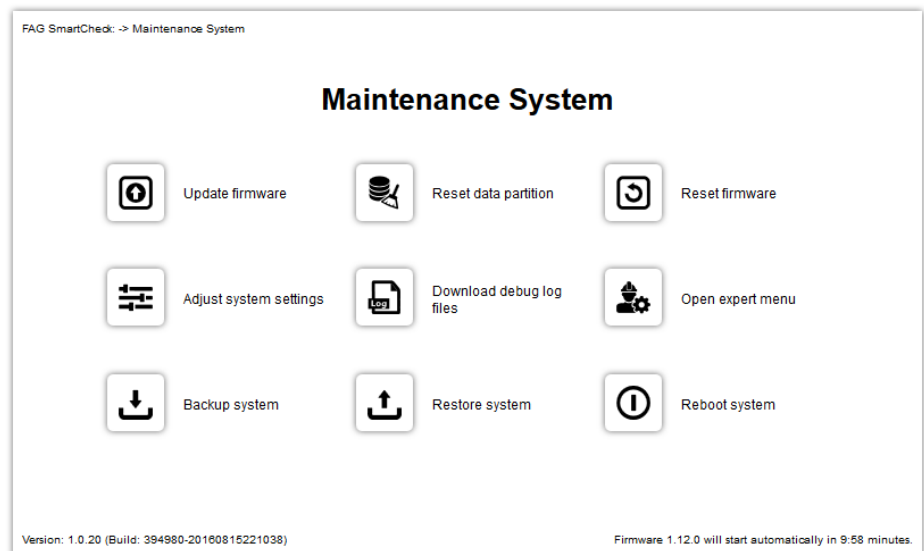 FAG SmartCheck: -> Maintenance System
Maintenance System
Update firmware
Reset data partition
Reset firmware
Adjust system settings
Download debug log
files
Log
Open expert menu
Backup system
Restore system
Reboot system
Version: 1.0.20 (Build: 394980-20160815221038)
Firmware 1.12.0 will start automatically in 9:58 minutes.